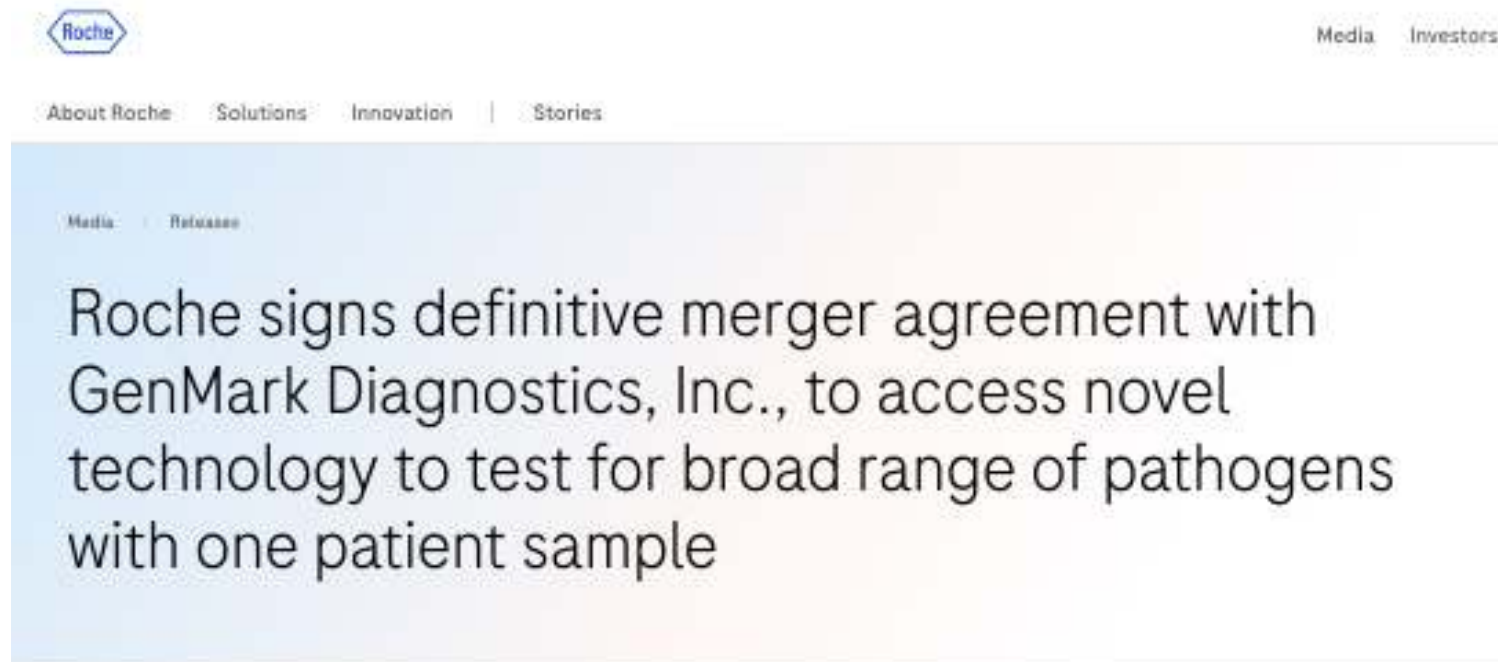 Roche
Media Investors
About Roche Solutions Innovation | Stories
Media Releases
Roche signs definitive merger agreement with
GenMark Diagnostics, Inc., to access novel
technology to test for broad range of pathogens
with one patient sample